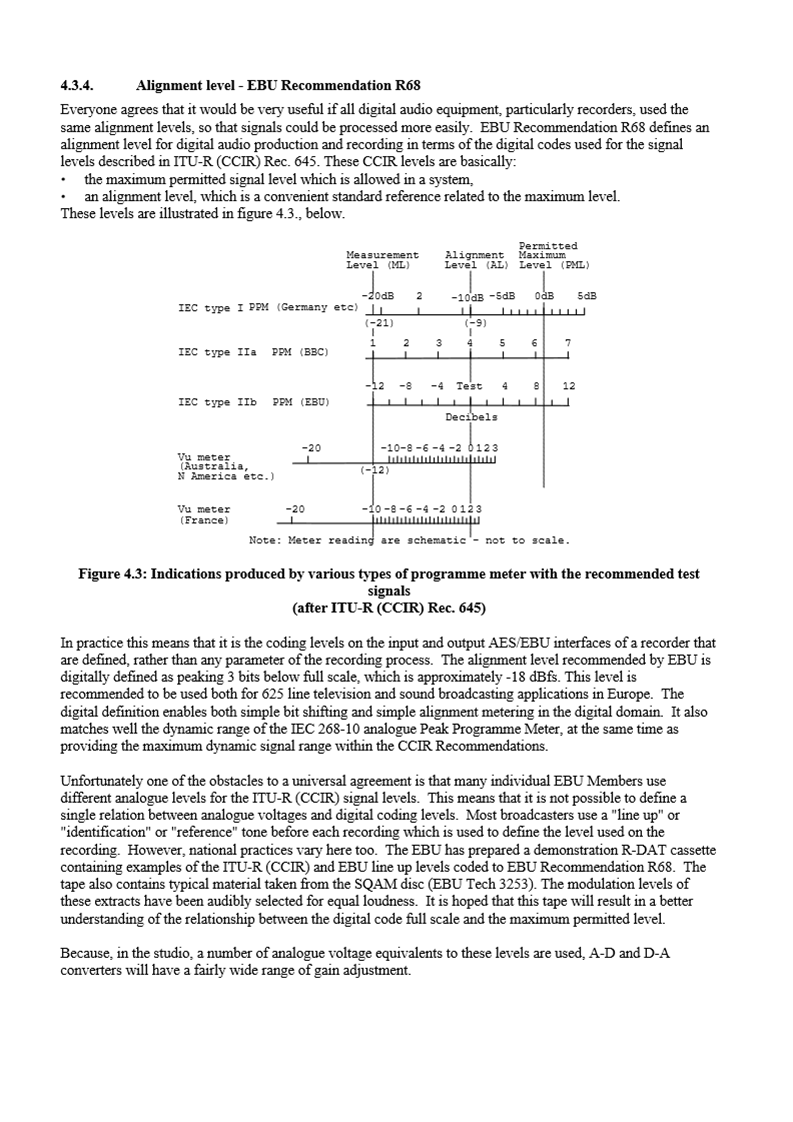 4.3.4. Alignment level - EBU Recommendation R68
Everyone agrees that it would be very useful if all digital audio equipment, particularly recorders, used the
same alignment levels, so that signals could be processed more easily. EBU Recommendation R68 defines an
alignment level for digital audio production and recording in terms of the digital codes used for the signal
levels described in ITU-R (CCIR) Rec. 645. These CCIR levels are basically:
• the maximum permitted signal level which is allowed in a system,
• an alignment level, which is a convenient standard reference related to the maximum level.
These levels are illustrated in figure 4.3., below.
Measurement Level (ML)
Alignment Level (AL)
Permitted Maximum Level (PML)
-20dB 2 -10dB -5dB 0dB 5dB
IEC type I PPM (Germany etc)
(-21) (-9)
1 2 3 4 5 6 7
IEC type IIa PPM (BBC)
-12 -8 -4 Test 4 8 12
IEC type IIb PPM (EBU)
Decibels
-20 -10-8-6-4-2 0123
Vu meter
(Australia,
N America etc.)
(-12)
Vu meter -20 -10-8-6-4-2 0123
(France)
Note: Meter reading are schematic - not to scale.
Figure 4.3: Indications produced by various types of programme meter with the recommended test
signals
(after ITU-R (CCIR) Rec. 645)
In practice this means that it is the coding levels on the input and output AES/EBU interfaces of a recorder that
are defined, rather than any parameter of the recording process. The alignment level recommended by EBU is
digitally defined as peaking 3 bits below full scale, which is approximately -18 dBfs. This level is
recommended to be used both for 625 line television and sound broadcasting applications in Europe. The
digital definition enables both simple bit shifting and simple alignment metering in the digital domain. It also
matches well the dynamic range of the IEC 268-10 analogue Peak Programme Meter, at the same time as
providing the maximum dynamic signal range within the CCIR Recommendations.
Unfortunately one of the obstacles to a universal agreement is that many individual EBU Members use
different analogue levels for the ITU-R (CCIR) signal levels. This means that it is not possible to define a
single relation between analogue voltages and digital coding levels. Most broadcasters use a "line up" or
"identification" or "reference" tone before each recording which is used to define the level used on the
recording. However, national practices vary here too. The EBU has prepared a demonstration R-DAT cassette
containing examples of the ITU-R (CCIR) and EBU line up levels coded to EBU Recommendation R68. The
tape also contains typical material taken from the SQAM disc (EBU Tech 3253). The modulation levels of
these extracts have been audibly selected for equal loudness. It is hoped that this tape will result in a better
understanding of the relationship between the digital code full scale and the maximum permitted level.
Because, in the studio, a number of analogue voltage equivalents to these levels are used, A-D and D-A
converters will have a fairly wide range of gain adjustment.